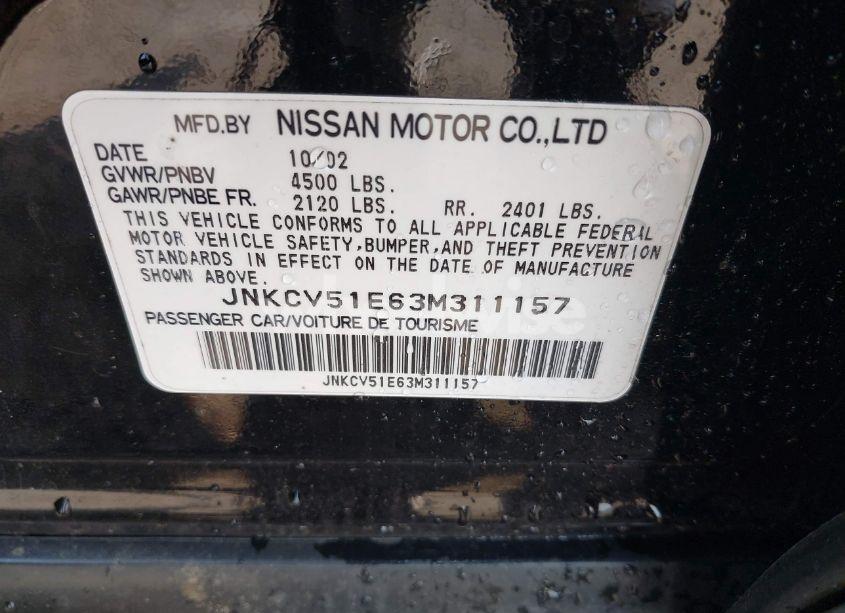 MFD.BY NISSAN MOTOR CO.,LTD
DATE 10/02
GVWR/PNBV 4500 LBS.
GAWR/PNBE FR. 2120 LBS. RR. 2401 LBS.
THIS VEHICLE CONFORMS TO ALL APPLICABLE FEDERAL
MOTOR VEHICLE SAFETY,BUMPER,AND THEFT PREVENTION
STANDARDS IN EFFECT ON THE DATE OF MANUFACTURE
SHOWN ABOVE.
JNKCV51E63M311157
PASSENGER CAR/VOITURE DE TOURISME
JNKCV51E63M311157